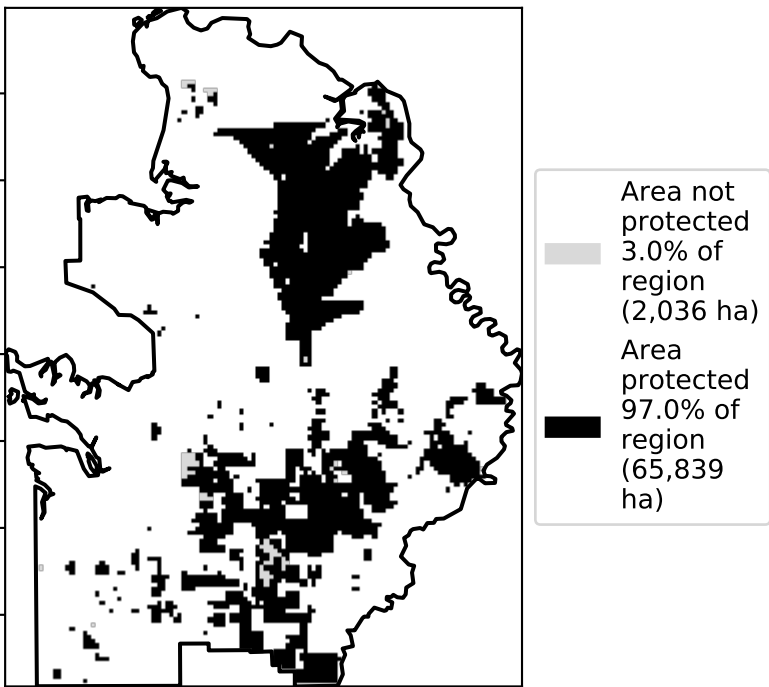 Area not
protected
3.0% of
region
(2,036 ha)
Area
protected
97.0% of
region
(65,839
ha)